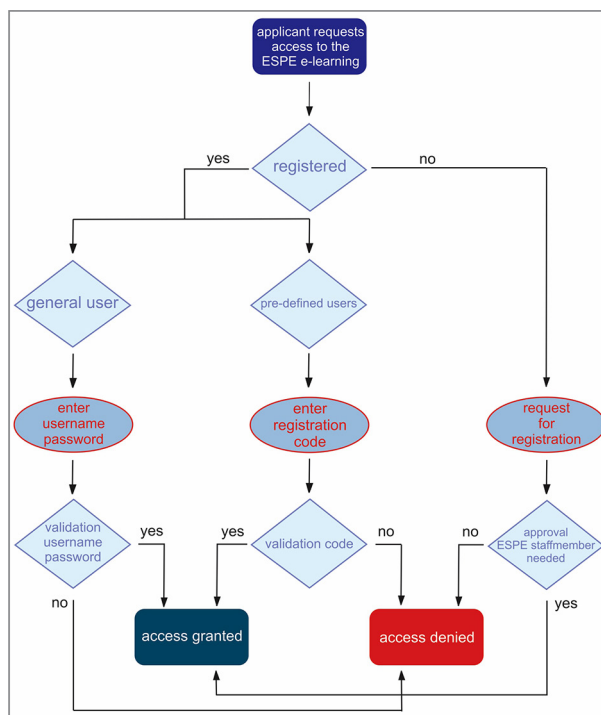 applicant requests
access to the
ESPE e-learning
yes
registered
no
general user
pre-defined users
enter
username
password
enter
registration
code
request
for
registration
validation
username
password
yes
no
yes
validation code
no
no
approval
ESPE staffmember
needed
yes
access granted
access denied